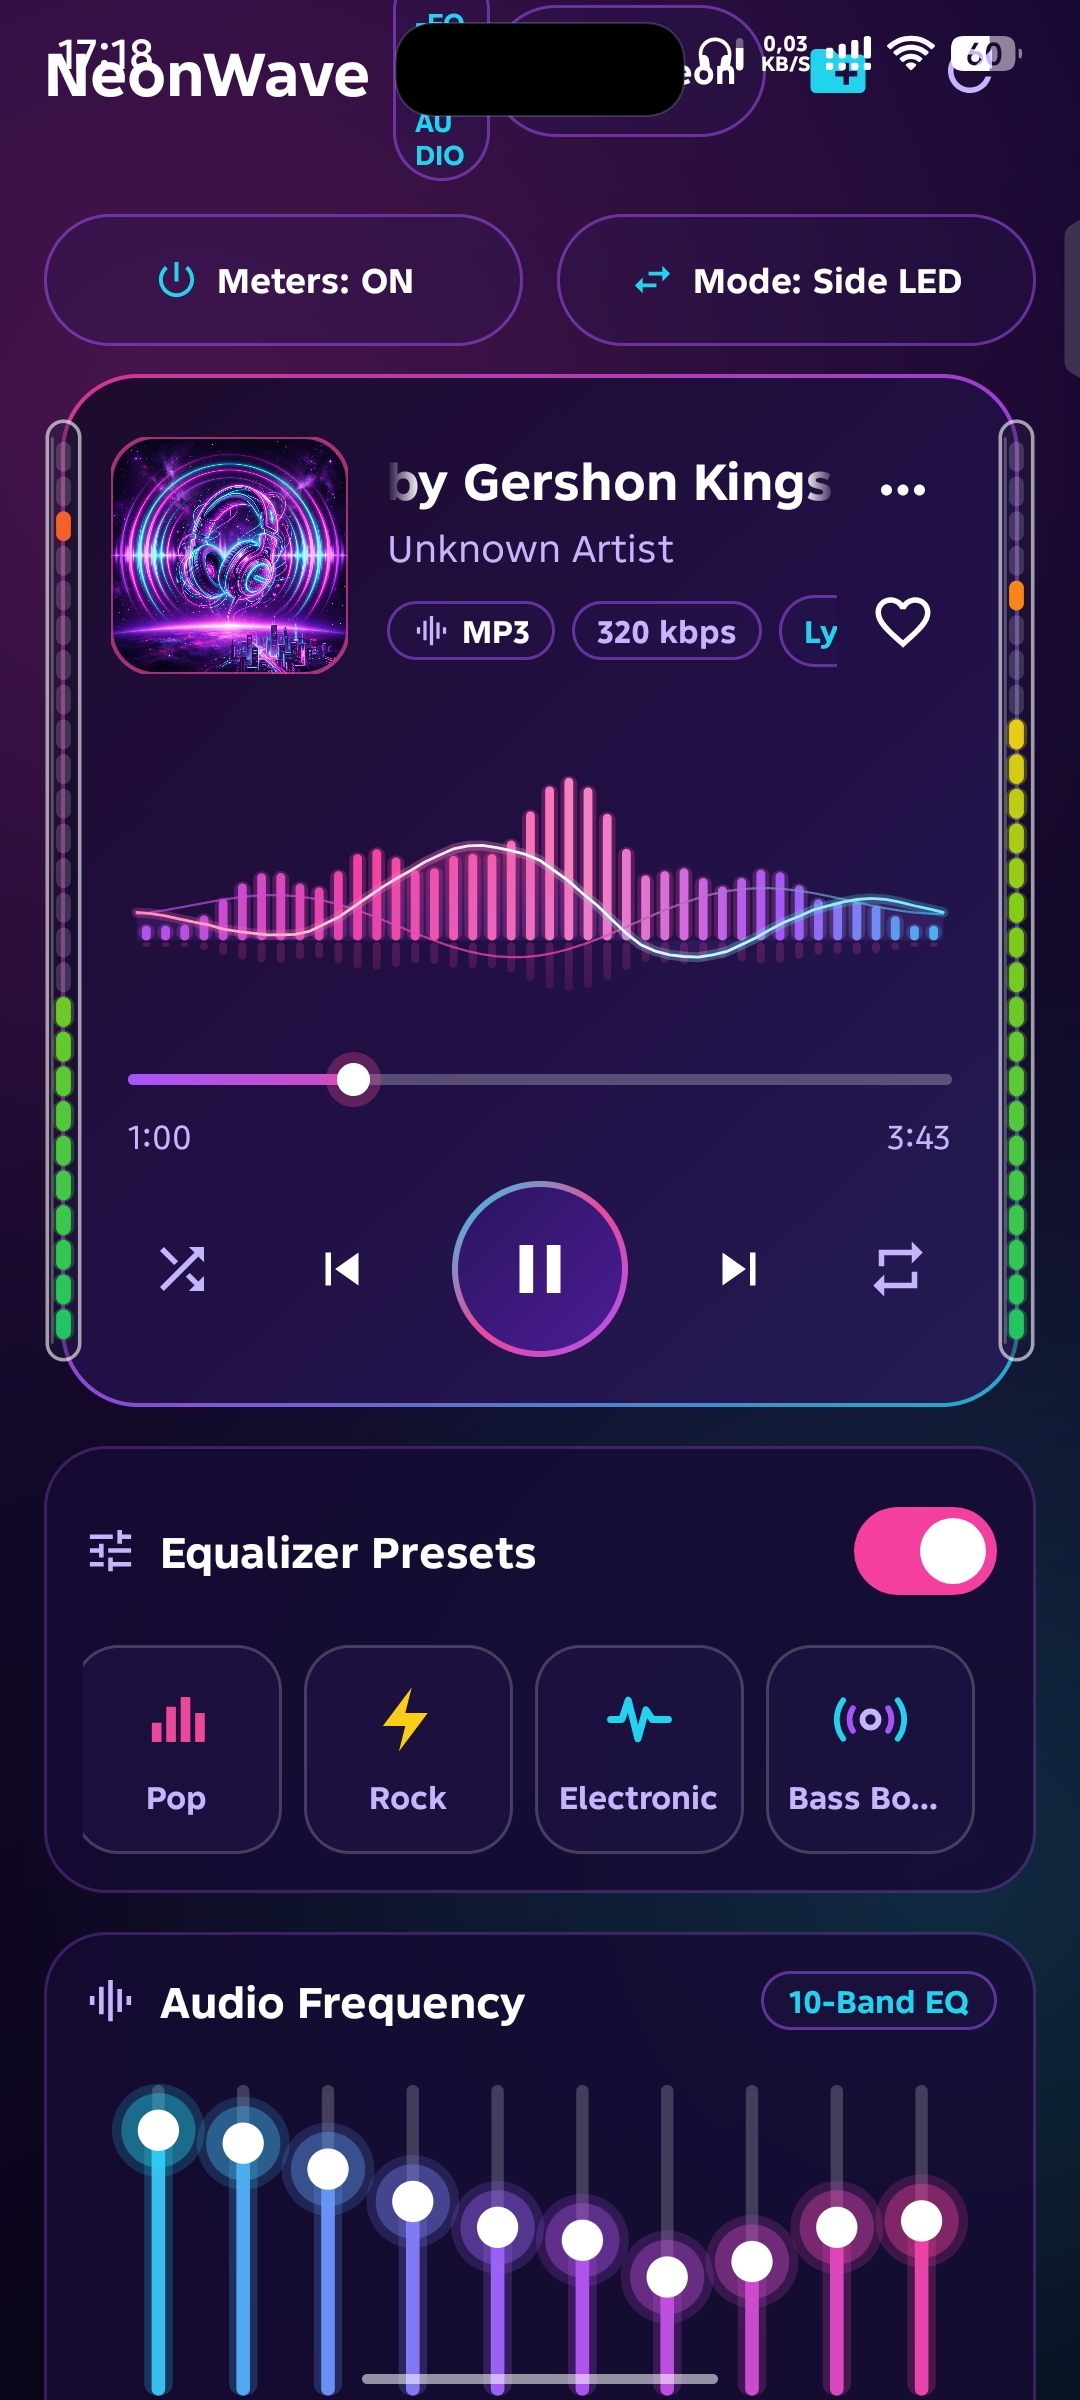 17:18
0,03
KB/S
60
NeonWave
AU
DIO
Meters: ON
Mode: Side LED
by Gershon Kings
Unknown Artist
MP3
320 kbps
Ly
1:00
3:43
Equalizer Presets
Pop
Rock
Electronic
Bass Bo...
Audio Frequency
10-Band EQ